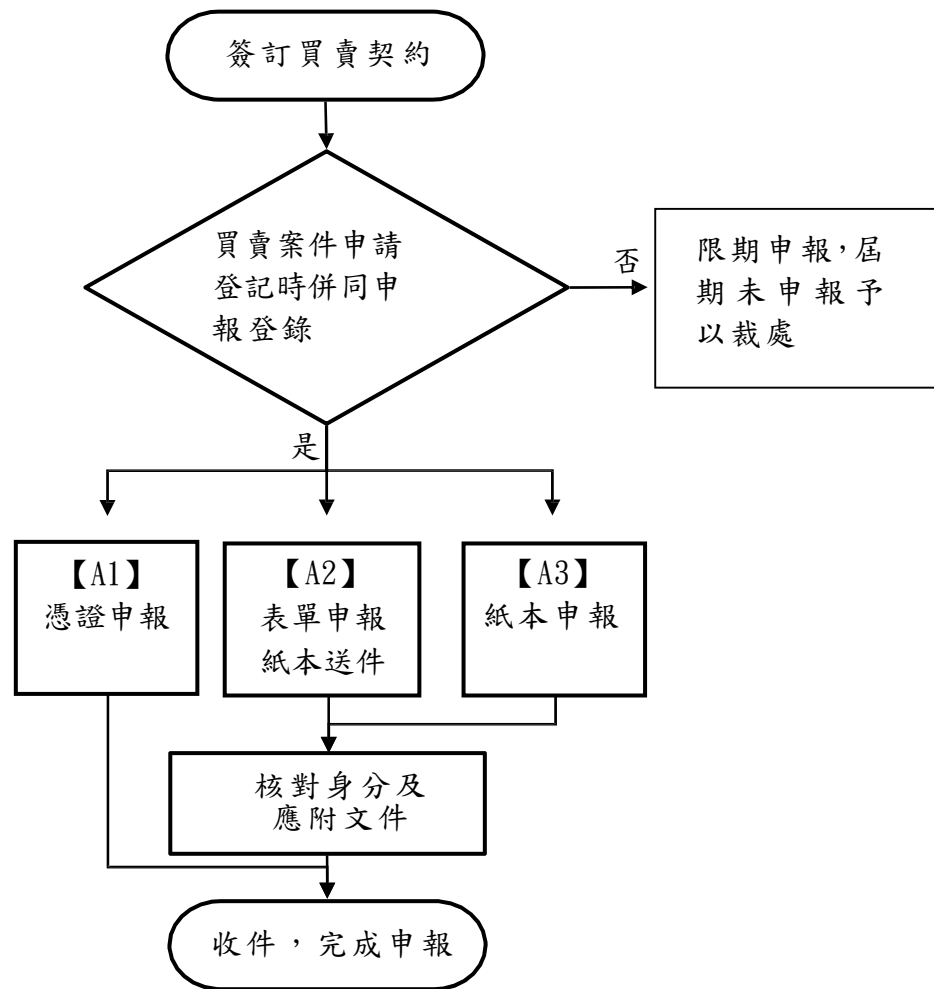 簽訂買賣契約
買賣案件申請
登記時併同申
報登錄
否
限期申報,屆
期未申報予
以裁處
是
【A1】
憑證申報
【A2】
表單申報
紙本送件
【A3】
紙本申報
核對身分及
應附文件
收件，完成申報